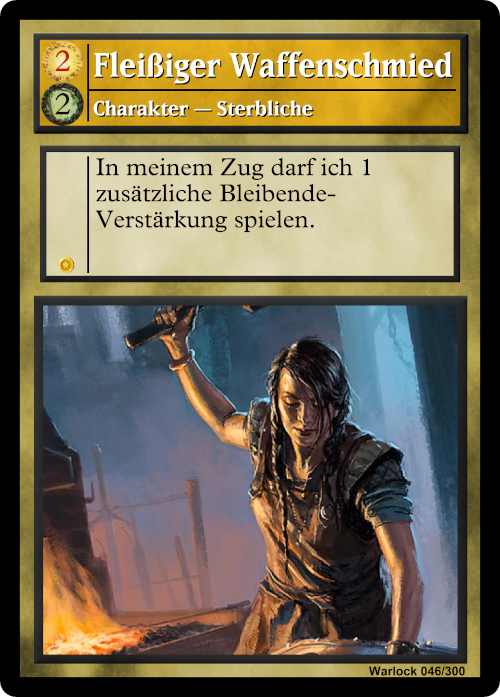 2
Fleißiger Waffenschmied
2
Charakter — Sterbliche
In meinem Zug darf ich 1
zusätzliche Bleibende-
Verstärkung spielen.
Warlock 046/300